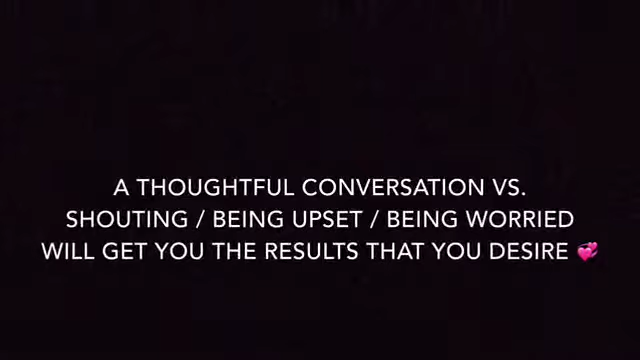 A THOUGHTFUL CONVERSATION VS.
SHOUTING / BEING UPSET / BEING WORRIED
WILL GET YOU THE RESULTS THAT YOU DESIRE 💞